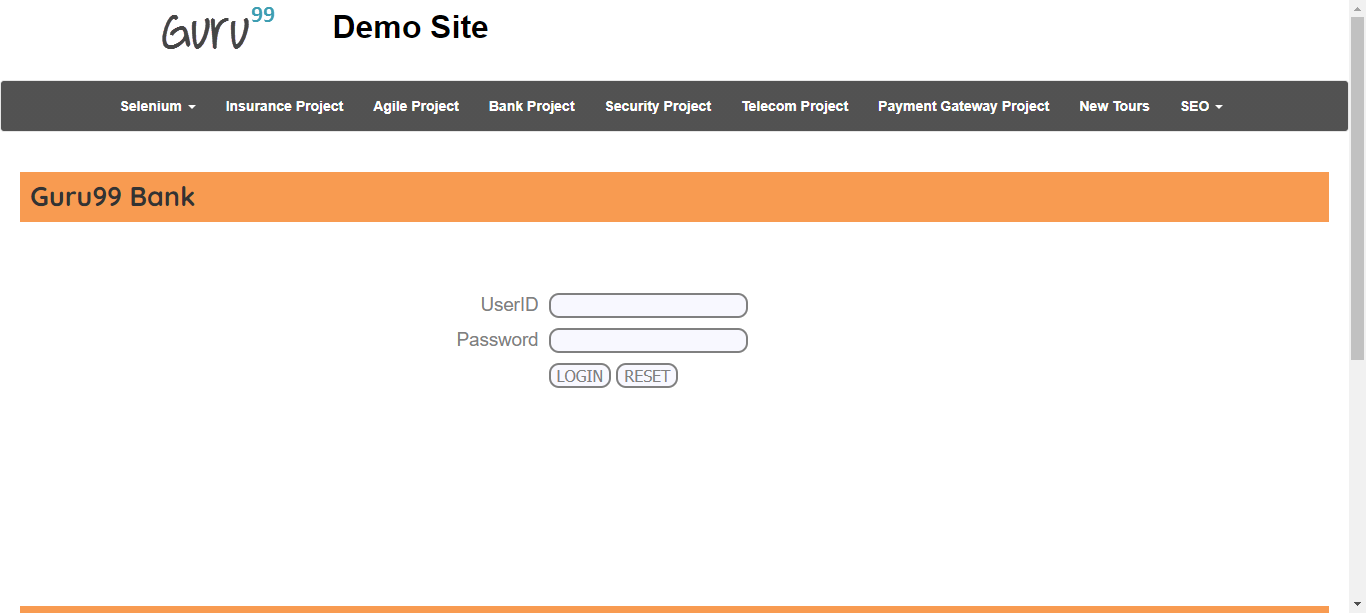 Guru99 Demo Site
Selenium Insurance Project Agile Project Bank Project Security Project Telecom Project Payment Gateway Project New Tours SEO
Guru99 Bank
UserID
Password
LOGIN RESET